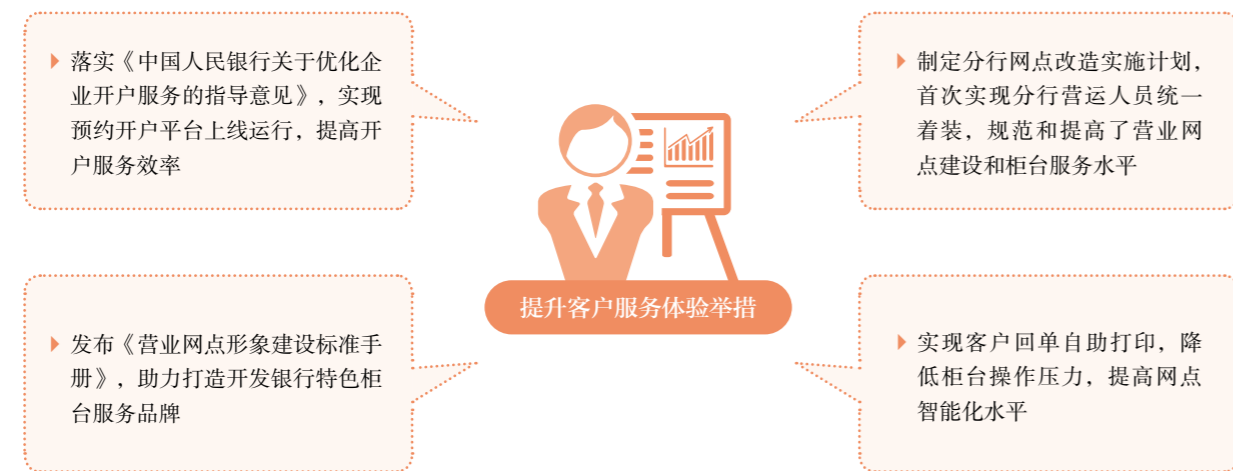 落实《中国人民银行关于优化企
业开户服务的指导意见》，实现
预约开户平台上线运行，提高开
户服务效率
制定分行网点改造实施计划，
首次实现分行营运人员统一
着装，规范和提高了营业网
点建设和柜台服务水平
提升客户服务体验举措
发布《营业网点形象建设标准手
册》，助力打造开发银行特色柜
台服务品牌
实现客户回单自助打印，降
低柜台操作压力，提高网点
智能化水平